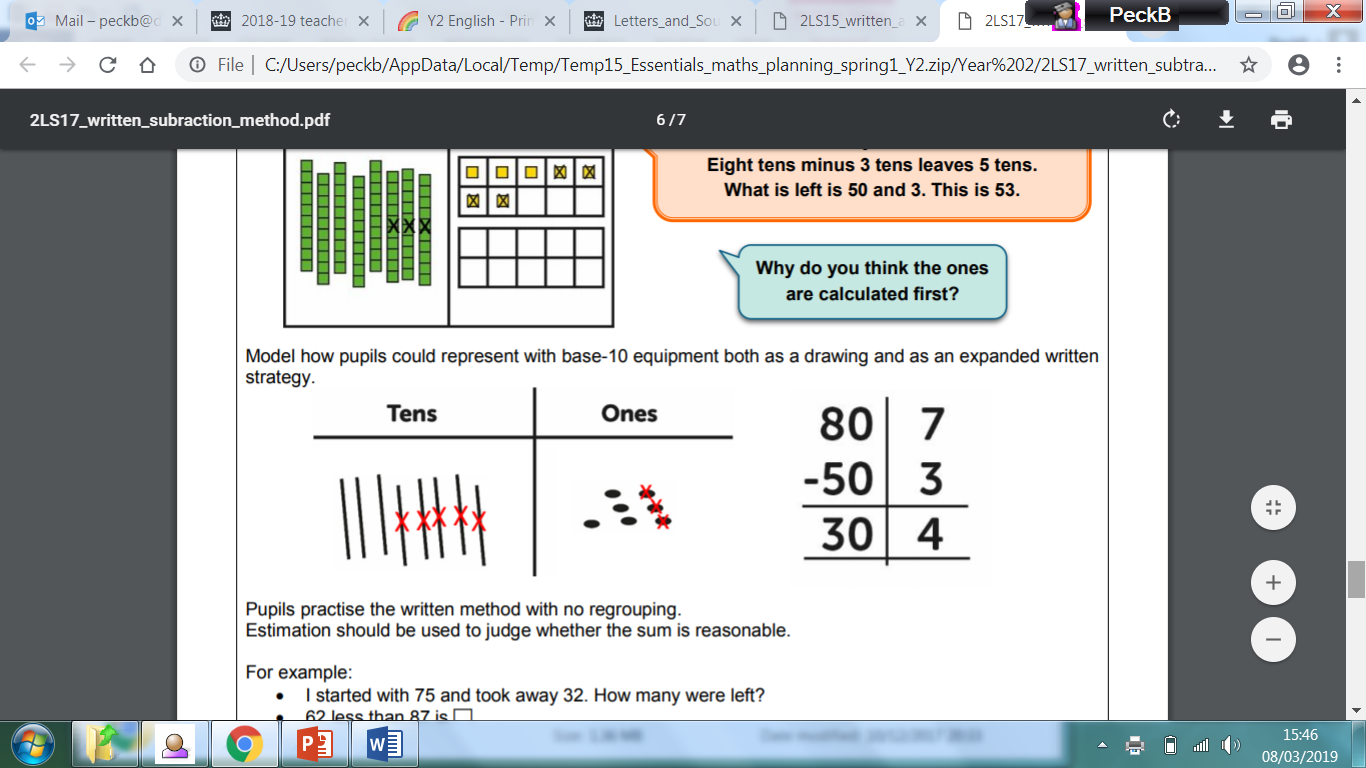 Mail – peckb@d
2018-19 teache
Y2 English - Prin
Letters_and_Sou
2LS15_written_a
2LS17_
PeckB
File | C:/Users/peckb/AppData/Local/Temp/Temp15_Essentials_maths_planning_spring1_Y2.zip/Year%202/2LS17_written_subtra...
2LS17_written_subraction_method.pdf
6 / 7
Eight tens minus 3 tens leaves 5 tens.
What is left is 50 and 3. This is 53.
Why do you think the ones
are calculated first?
Model how pupils could represent with base-10 equipment both as a drawing and as an expanded written
strategy.
Tens Ones
80 7
-50 3
30 4
Pupils practise the written method with no regrouping.
Estimation should be used to judge whether the sum is reasonable.
For example:
• I started with 75 and took away 32. How many were left?
• 62 less than 87 is
15:46
08/03/2019